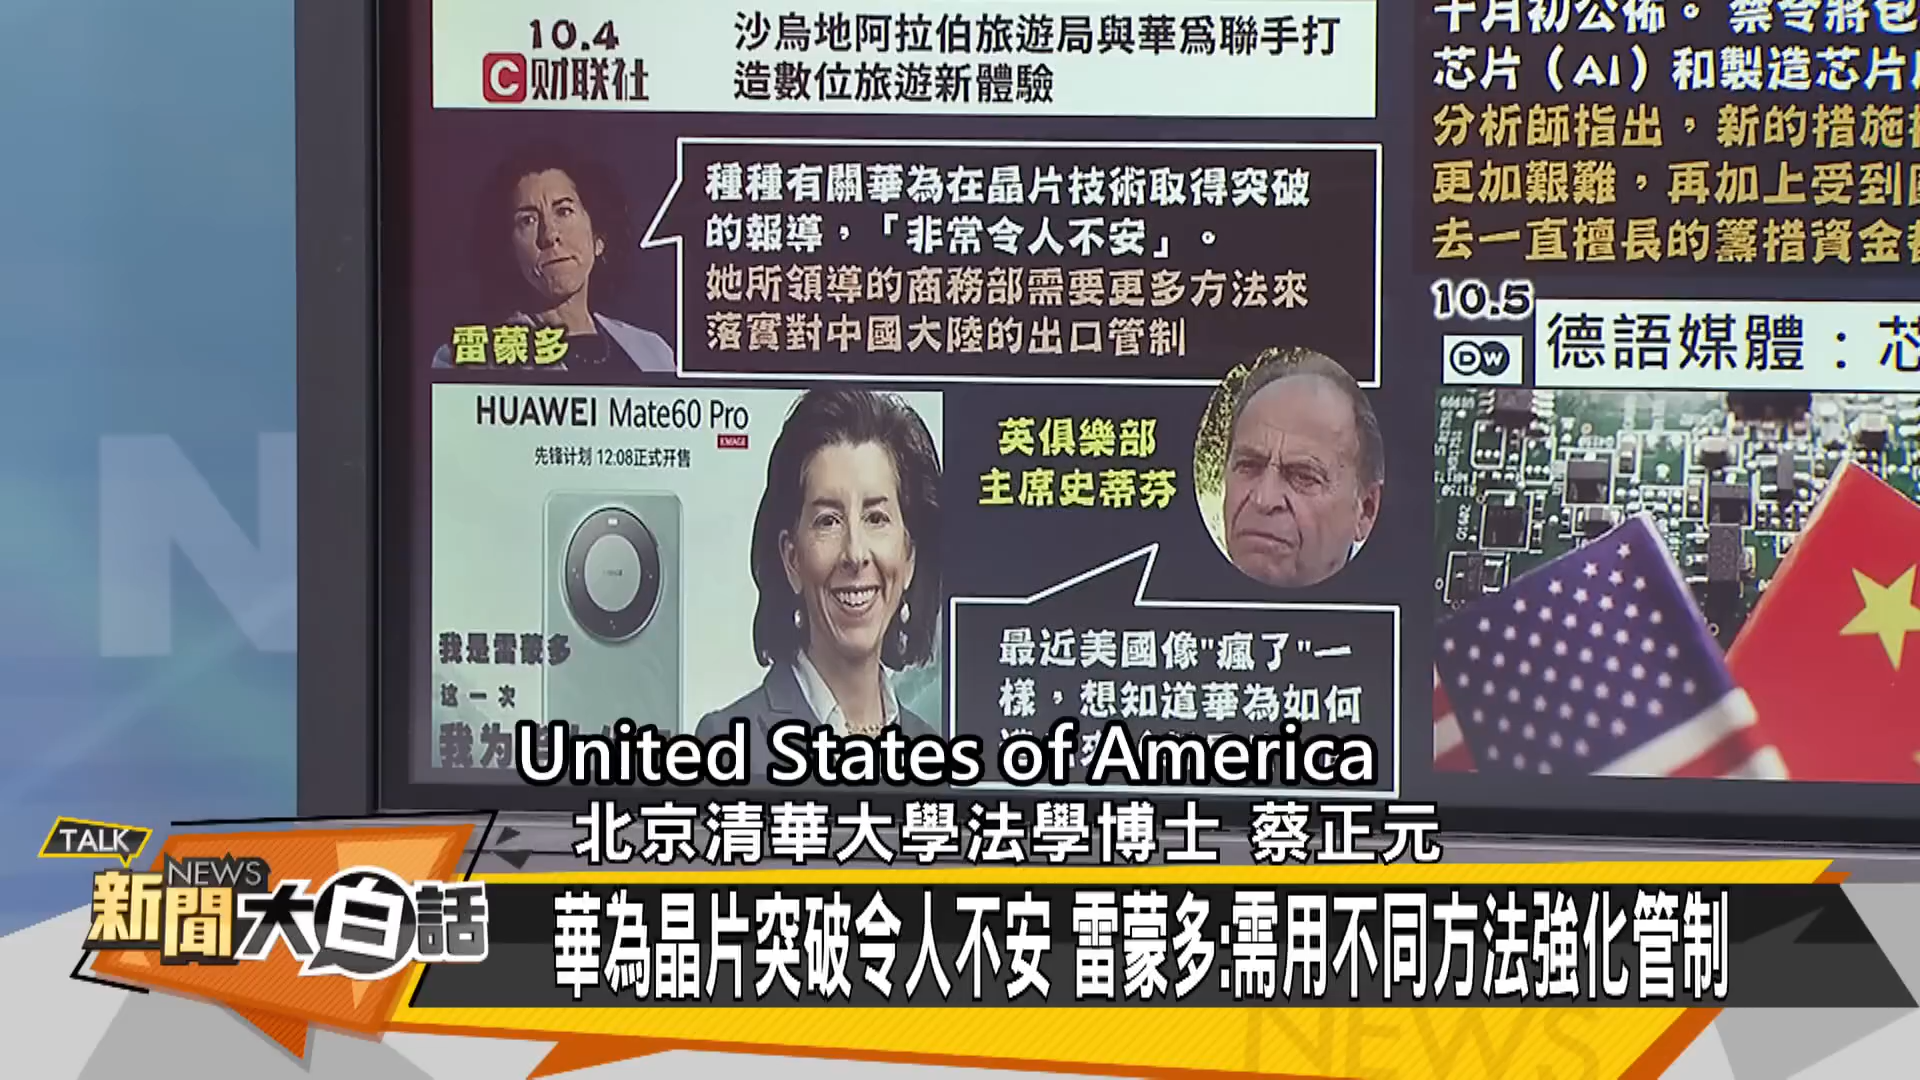 10.4
财联社
沙烏地阿拉伯旅遊局與華爲聯手打
造數位旅遊新體驗
種種有關華為在晶片技術取得突破
的報導，「非常令人不安」。
她所領導的商務部需要更多方法來
落實對中國大陸的出口管制
雷蒙多
HUAWEI Mate60 Pro
XMAGE
先锋计划 12:08正式开售
我是雷蒙多
这一次
我为
英俱樂部
主席史蒂芬
最近美國像"瘋了"一
樣，想知道華為如何
十月初公佈。禁令將包
芯片（AI）和製造芯片
分析師指出，新的措施
更加艱難，再加上受到
去一直擅長的籌措資金
10.5
DW
德語媒體：芯
United States of America
北京清華大學法學博士 蔡正元
TALK
NEWS
新聞大白話
華為晶片突破令人不安 雷蒙多:需用不同方法強化管制
NEWS